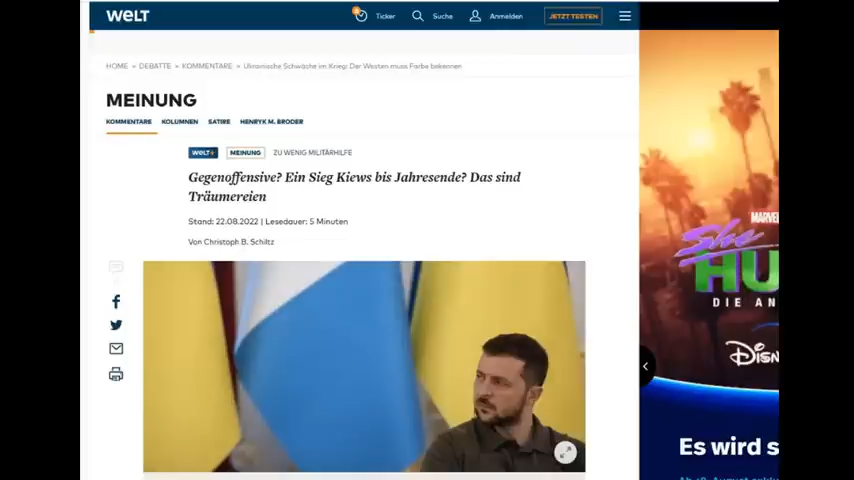 WELT
Ticker
Suche
Anmelden
JETZT TESTEN
HOME » DEBATTE » KOMMENTARE » Ukrainische Schwäche im Krieg: Der Westen muss Farbe bekennen
MEINUNG
KOMMENTARE KOLUMNEN SATIRE HENRYK M. BRODER
WELT+ MEINUNG ZU WENIG MILITÄRHILFE
Gegenoffensive? Ein Sieg Kiews bis Jahresende? Das sind
Träumereien
Stand: 22.08.2022 | Lesedauer: 5 Minuten
Von Christoph B. Schiltz
MARVEL
She
HU
DIE AN
Disn
Es wird s